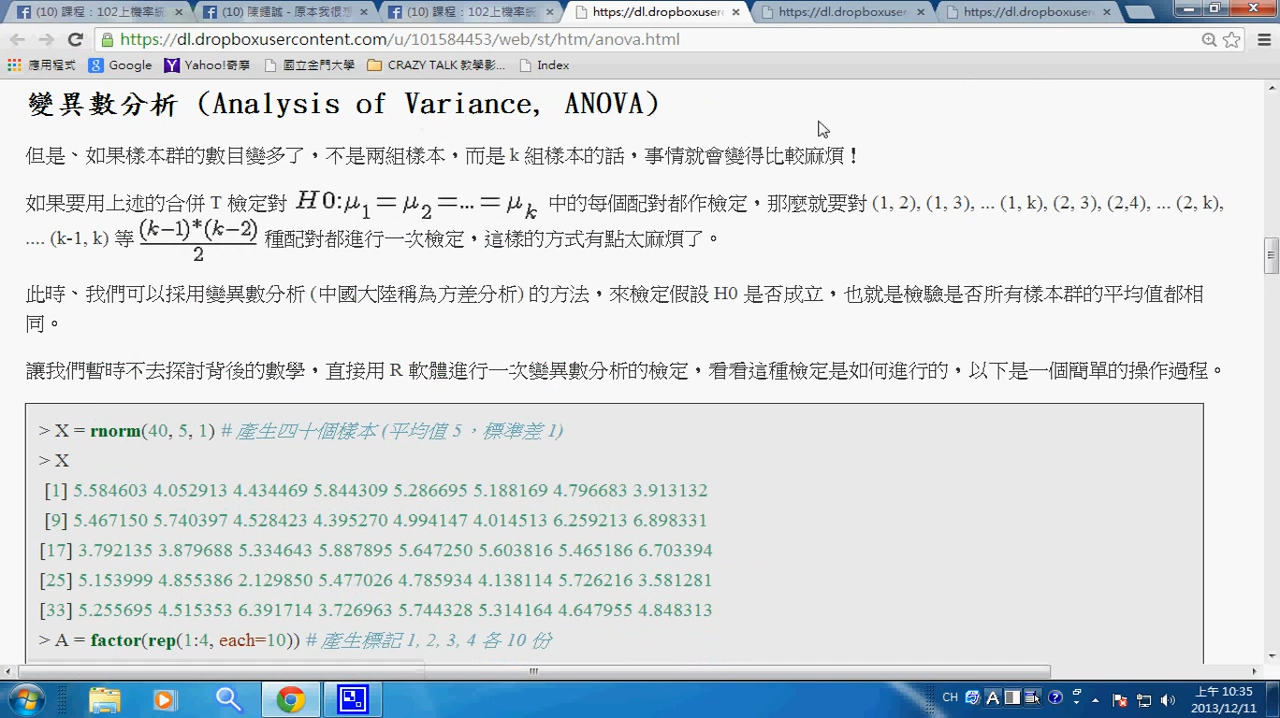 (10) 課程：102上機率統
(10) 陳鍾誠 - 原本我很想
(10) 課程：102上機率統
https://dl.dropboxuserc
https://dl.dropboxuserc
https://dl.dropboxuserc
https://dl.dropboxusercontent.com/u/101584453/web/st/htm/anova.html
應用程式 Google Yahoo!奇摩 國立金門大學 CRAZY TALK 教學影... Index
變異數分析 (Analysis of Variance, ANOVA)
但是、如果樣本群的數目變多了，不是兩組樣本，而是 k 組樣本的話，事情就會變得比較麻煩！
如果要用上述的合併 T 檢定對 H0:μ1=μ2=...=μk 中的每個配對都作檢定，那麼就要對 (1, 2), (1, 3), ... (1, k), (2, 3), (2,4), ... (2, k),
.... (k-1, k) 等 (k−1)*(k−2)/2 種配對都進行一次檢定，這樣的方式有點太麻煩了。
此時、我們可以採用變異數分析 (中國大陸稱為方差分析) 的方法，來檢定假設 H0 是否成立，也就是檢驗是否所有樣本群的平均值都相
同。
讓我們暫時不去探討背後的數學，直接用 R 軟體進行一次變異數分析的檢定，看看這種檢定是如何進行的，以下是一個簡單的操作過程。
> X = rnorm(40, 5, 1) # 產生四十個樣本 (平均值 5，標準差 1)
> X
[1] 5.584603 4.052913 4.434469 5.844309 5.286695 5.188169 4.796683 3.913132
[9] 5.467150 5.740397 4.528423 4.395270 4.994147 4.014513 6.259213 6.898331
[17] 3.792135 3.879688 5.334643 5.887895 5.647250 5.603816 5.465186 6.703394
[25] 5.153999 4.855386 2.129850 5.477026 4.785934 4.138114 5.726216 3.581281
[33] 5.255695 4.515353 6.391714 3.726963 5.744328 5.314164 4.647955 4.848313
> A = factor(rep(1:4, each=10)) # 產生標記 1, 2, 3, 4 各 10 份
CH
上午 10:35
2013/12/11